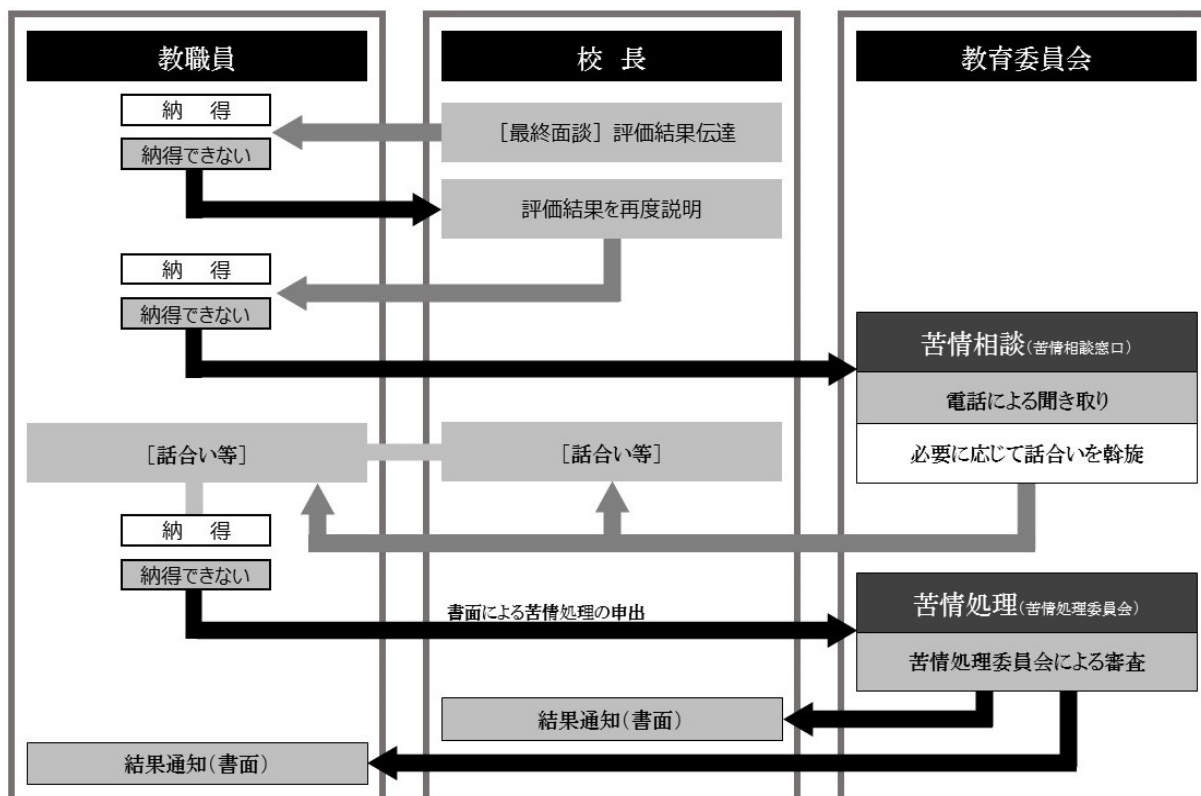 教職員
校 長
教育委員会
納 得
納得できない
［最終面談］評価結果伝達
評価結果を再度説明
納 得
納得できない
苦情相談(苦情相談窓口)
電話による聞き取り
必要に応じて話合いを斡旋
［話合い等］
［話合い等］
納 得
納得できない
書面による苦情処理の申出
苦情処理(苦情処理委員会)
苦情処理委員会による審査
結果通知(書面)
結果通知(書面)